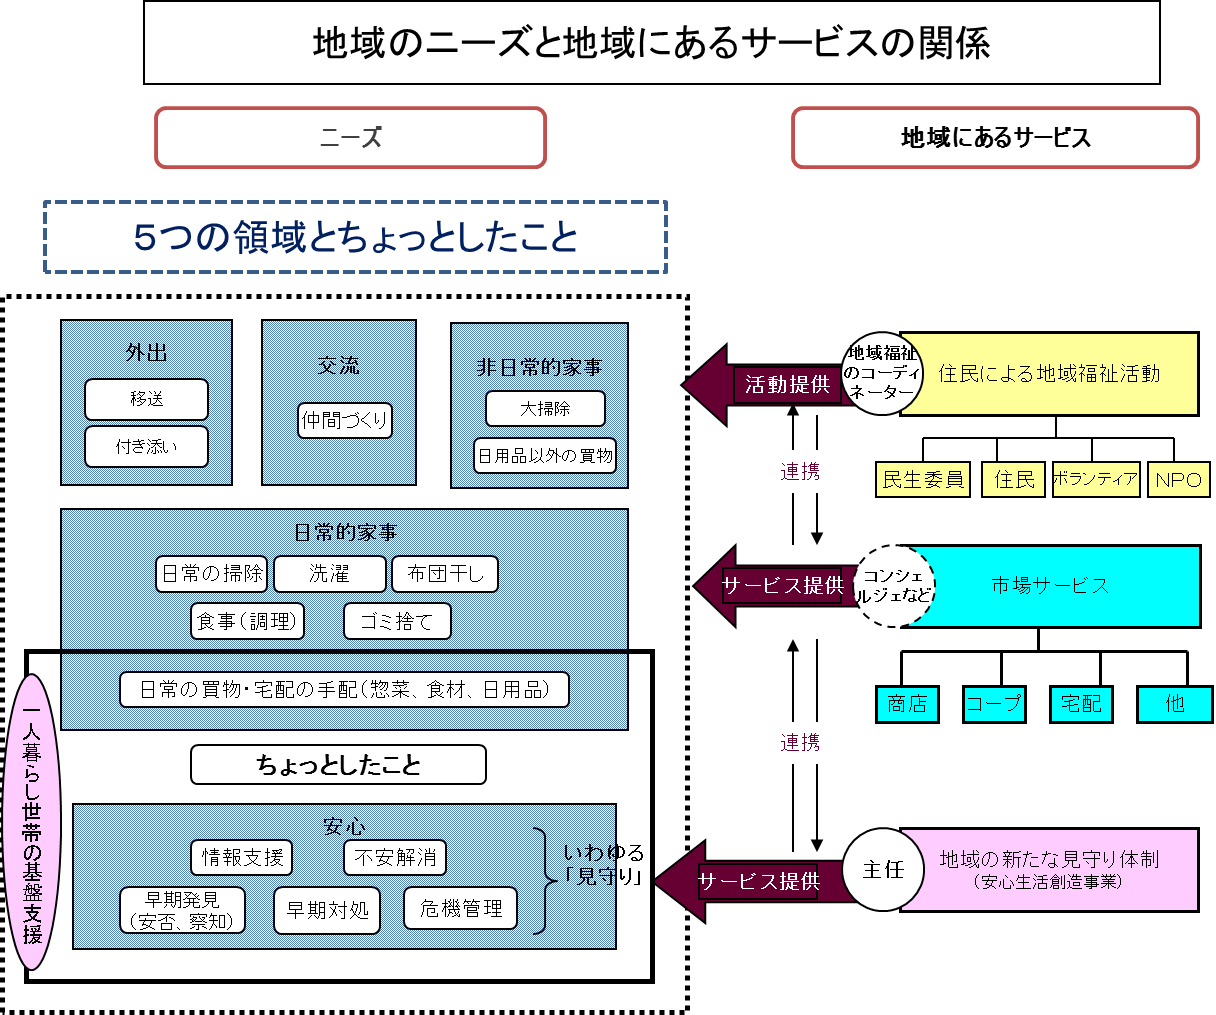 地域のニーズと地域にあるサービスの関係
ニーズ
地域にあるサービス
５つの領域とちょっとしたこと
外出
移送
付き添い
交流
仲間づくり
非日常的家事
大掃除
日用品以外の買物
日常的家事
日常の掃除
洗濯
布団干し
食事（調理）
ゴミ捨て
日常の買物・宅配の手配（惣菜、食材、日用品）
一人暮らし世帯の基盤支援
ちょっとしたこと
安心
情報支援
不安解消
早期発見
（安否、察知）
早期対処
危機管理
いわゆる
「見守り」
活動提供
地域福祉
のコーディ
ネーター
住民による地域福祉活動
民生委員
住民
ボランティア
NPO
連携
サービス提供
コンシェ
ルジェなど
市場サービス
商店
コープ
宅配
他
連携
サービス提供
主任
地域の新たな見守り体制
（安心生活創造事業）